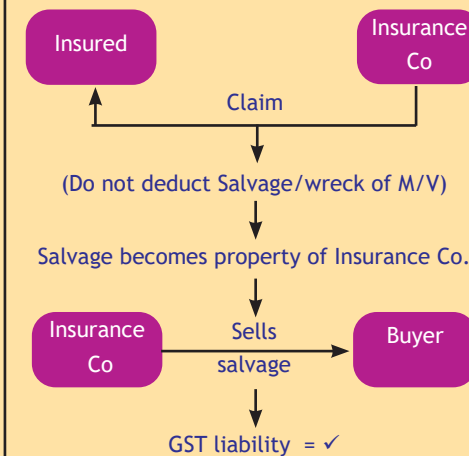 Insured
Insurance
Co
Claim
(Do not deduct Salvage/wreck of M/V)
Salvage becomes property of Insurance Co.
Insurance
Co
Sells
salvage
Buyer
GST liability = ✓